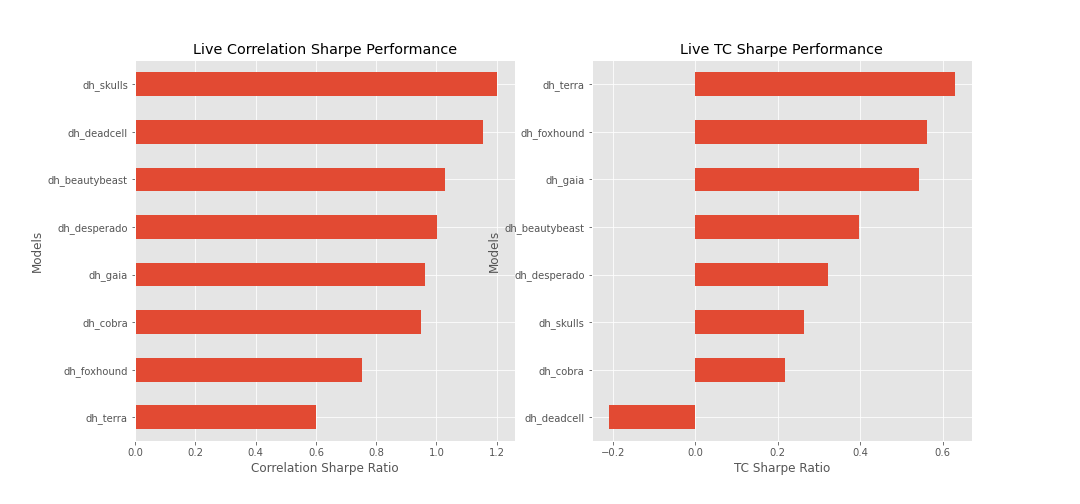 Live Correlation Sharpe Performance
dh_skulls
dh_deadcell
dh_beautybeast
dh_desperado
dh_gaia
dh_cobra
dh_foxhound
dh_terra
Models
0.0 0.2 0.4 0.6 0.8 1.0 1.2
Correlation Sharpe Ratio
Live TC Sharpe Performance
dh_terra
dh_foxhound
dh_gaia
dh_beautybeast
dh_desperado
dh_skulls
dh_cobra
dh_deadcell
Models
−0.2 0.0 0.2 0.4 0.6
TC Sharpe Ratio